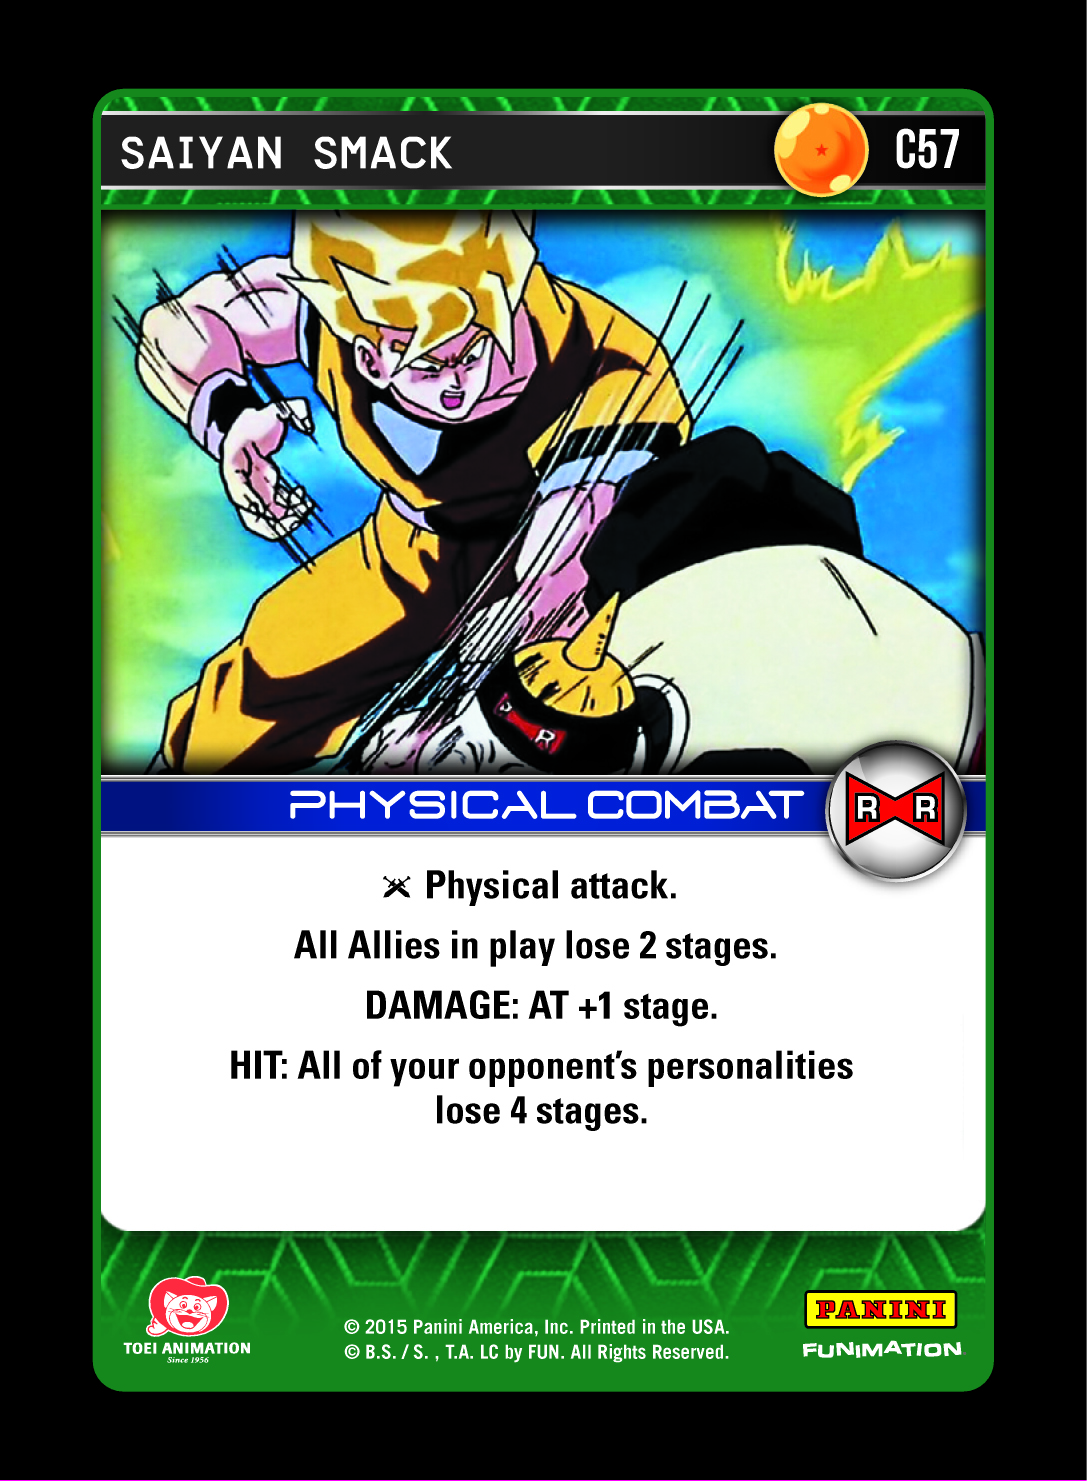 SAIYAN SMACK
C57
R
PHYSICAL COMBAT
R R
Physical attack.
All Allies in play lose 2 stages.
DAMAGE: AT +1 stage.
HIT: All of your opponent's personalities
lose 4 stages.
TOEI ANIMATION
Since 1956
© 2015 Panini America, Inc. Printed in the USA.
© B.S. / S. , T.A. LC by FUN. All Rights Reserved.
PANINI
FUNIMATION